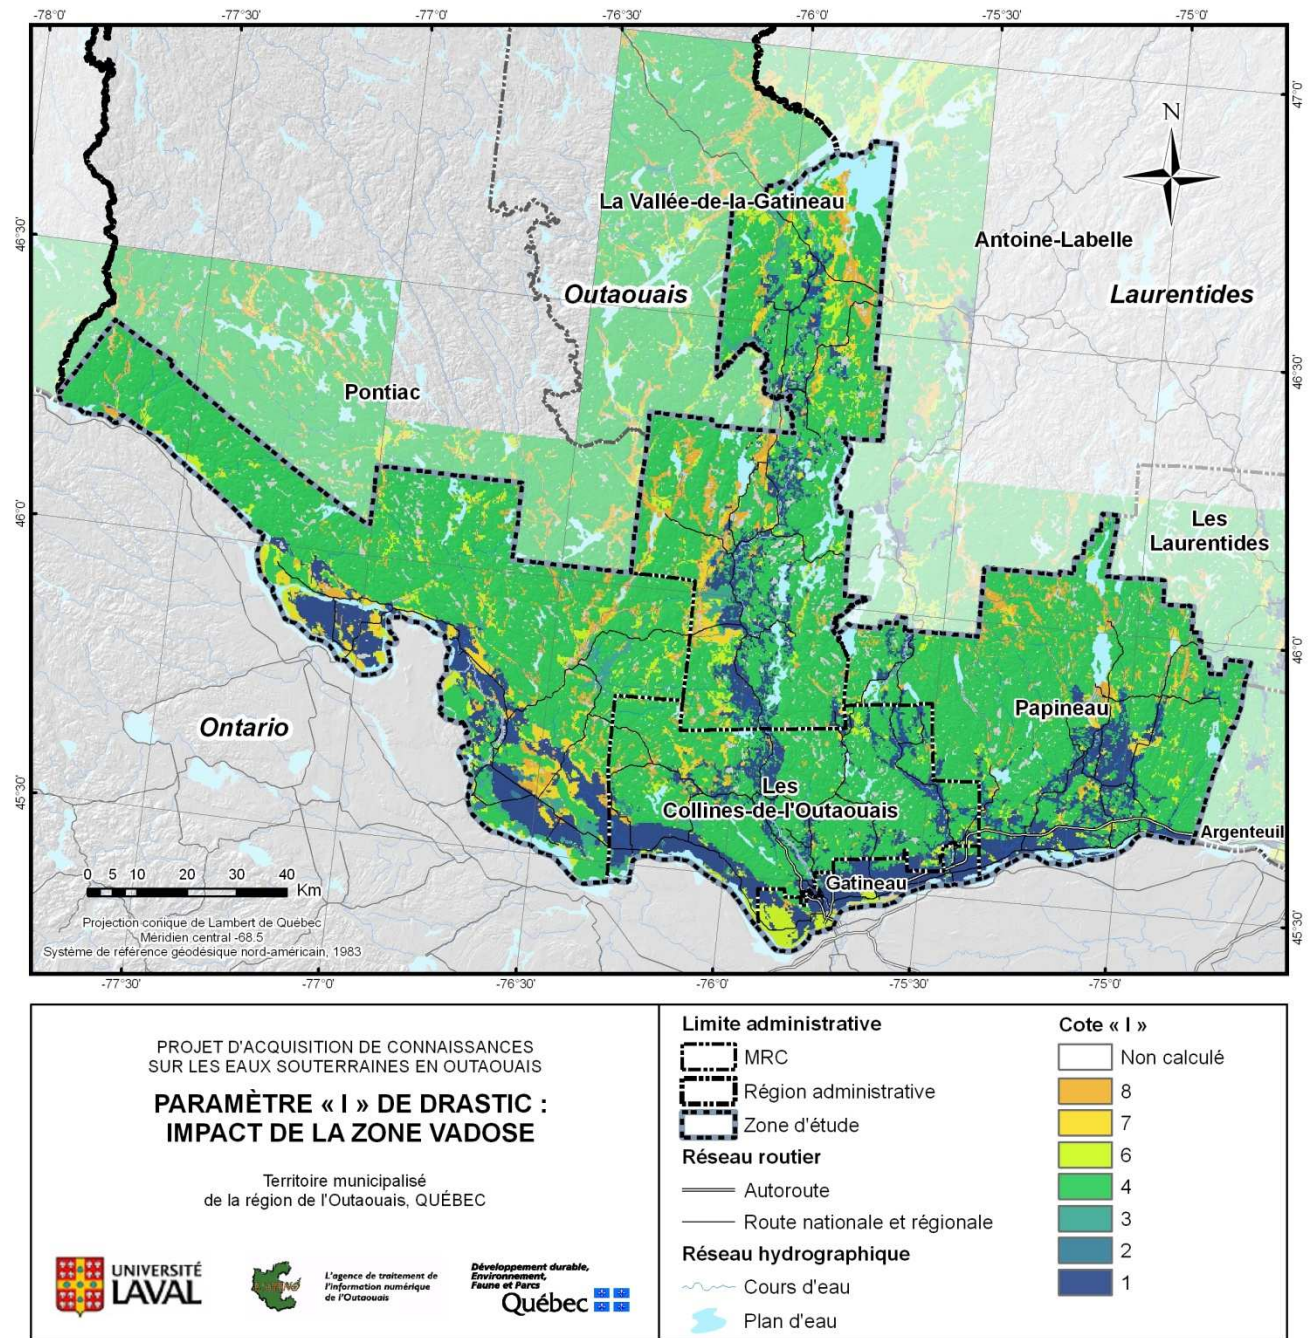 -78°0' -77°30' -77°0' -76°30' -76°0' -75°30' -75°0'
47°0'
N
La Vallée-de-la-Gatineau
46°30'
Antoine-Labelle
Outaouais
Laurentides
46°30'
Pontiac
46°0'
Les
Laurentides
46°0'
Papineau
Ontario
45°30'
Les
Collines-de-l'Outaouais
Argenteuil
0 5 10 20 30 40
Km
Gatineau
Projection conique de Lambert de Québec
Méridien central -68.5
Système de référence géodésique nord-américain, 1983
45°30'
-77°30' -77°0' -76°30' -76°0' -75°30' -75°0'
PROJET D'ACQUISITION DE CONNAISSANCES
SUR LES EAUX SOUTERRAINES EN OUTAOUAIS
PARAMÈTRE « I » DE DRASTIC :
IMPACT DE LA ZONE VADOSE
Territoire municipalisé
de la région de l'Outaouais, QUÉBEC
UNIVERSITÉ
LAVAL
L'agence de traitement de
l'information numérique
de l'Outaouais
Développement durable,
Environnement,
Faune et Parcs
Québec
Limite administrative
MRC
Région administrative
Zone d'étude
Réseau routier
Autoroute
Route nationale et régionale
Réseau hydrographique
Cours d'eau
Plan d'eau
Cote « I »
Non calculé
8
7
6
4
3
2
1